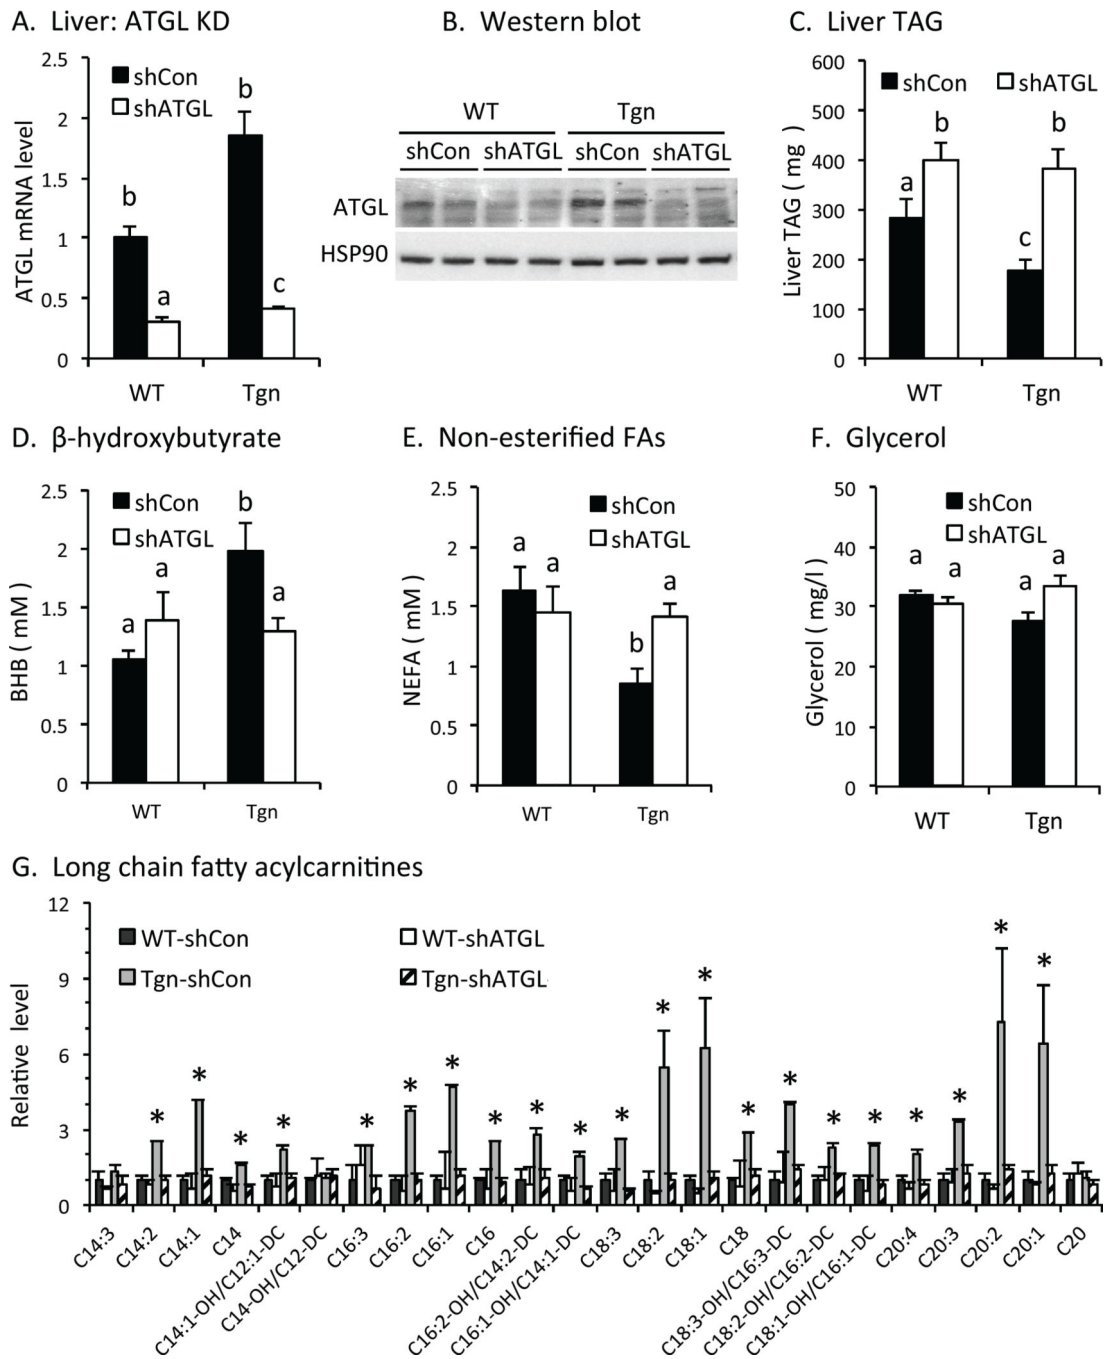 A. Liver: ATGL KD
2.5
2
1.5
1
0.5
0
ATGL mRNA level
shCon
shATGL
b
a
b
c
WT
Tgn
B. Western blot
WT
Tgn
shCon
shATGL
shCon
shATGL
ATGL
HSP90
C. Liver TAG
600
500
400
300
200
100
0
Liver TAG ( mg )
shCon
shATGL
a
b
c
b
WT
Tgn
D. β-hydroxybutyrate
2.5
2
1.5
1
0.5
0
BHB ( mM )
shCon
shATGL
a
a
b
a
WT
Tgn
E. Non-esterified FAs
2.5
2
1.5
1
0.5
0
NEFA ( mM )
shCon
shATGL
a
a
b
a
WT
Tgn
F. Glycerol
50
40
30
20
10
0
Glycerol ( mg/l )
shCon
shATGL
a
a
a
a
WT
Tgn
G. Long chain fatty acylcarnitines
12
9
6
3
0
Relative level
WT-shCon
WT-shATGL
Tgn-shCon
Tgn-shATGL
* * * * * * * * * * * * * * * * * * * * *
C14:3
C14:2
C14:1
C14
C14:1-OH/C12:1-DC
C14-OH/C12-DC
C16:3
C16:2
C16:1
C16
C16:2-OH/C14:2-DC
C16:1-OH/C14:1-DC
C18:3
C18:2
C18:1
C18
C18:3-OH/C16:3-DC
C18:2-OH/C16:2-DC
C18:1-OH/C16:1-DC
C20:4
C20:3
C20:2
C20:1
C20